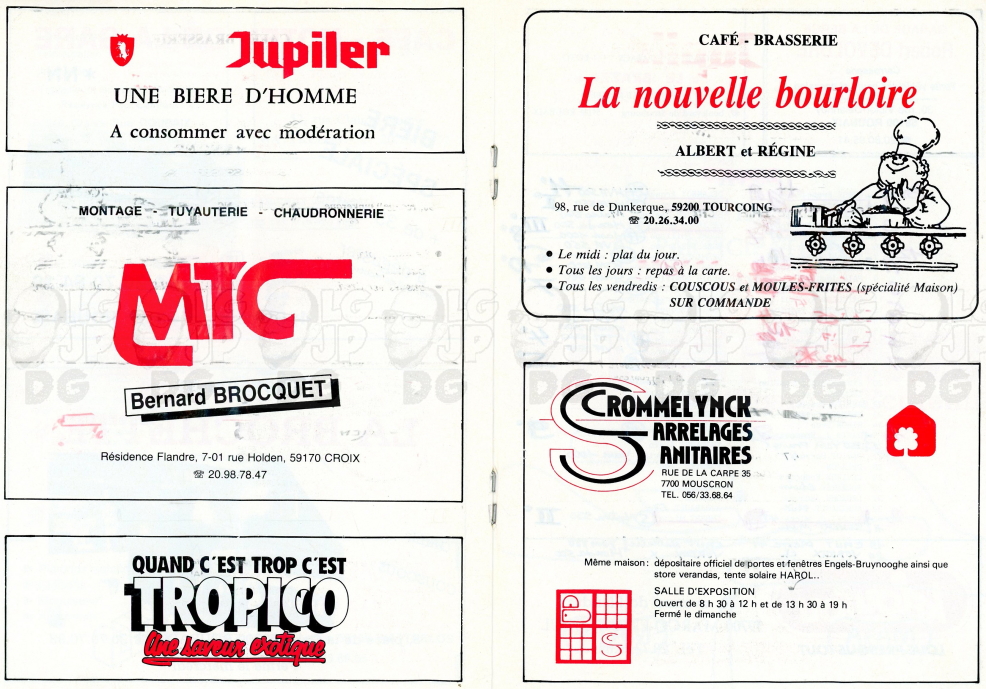 Jupiler
UNE BIERE D'HOMME
A consommer avec modération
MONTAGE - TUYAUTERIE - CHAUDRONNERIE
MTC
Bernard BROCQUET
Résidence Flandre, 7-01 rue Holden, 59170 CROIX
☏ 20.98.78.47
QUAND C'EST TROP C'EST
TROPICO
Une saveur exotique
CAFÉ - BRASSERIE
La nouvelle bourloire
ALBERT et RÉGINE
98, rue de Dunkerque, 59200 TOURCOING
☏ 20.26.34.00
● Le midi : plat du jour.
● Tous les jours : repas à la carte.
● Tous les vendredis : COUSCOUS et MOULES-FRITES (spécialité Maison)
SUR COMMANDE
CROMMELYNCK
CARRELAGES
SANITAIRES
RUE DE LA CARPE 35
7700 MOUSCRON
TEL. 056/33.68.64
Même maison : dépositaire officiel de portes et fenêtres Engels-Bruynooghe ainsi que
store verandas, tente solaire HAROL..
SALLE D'EXPOSITION
Ouvert de 8 h 30 à 12 h et de 13 h 30 à 19 h
Fermé le dimanche
LG JP DG